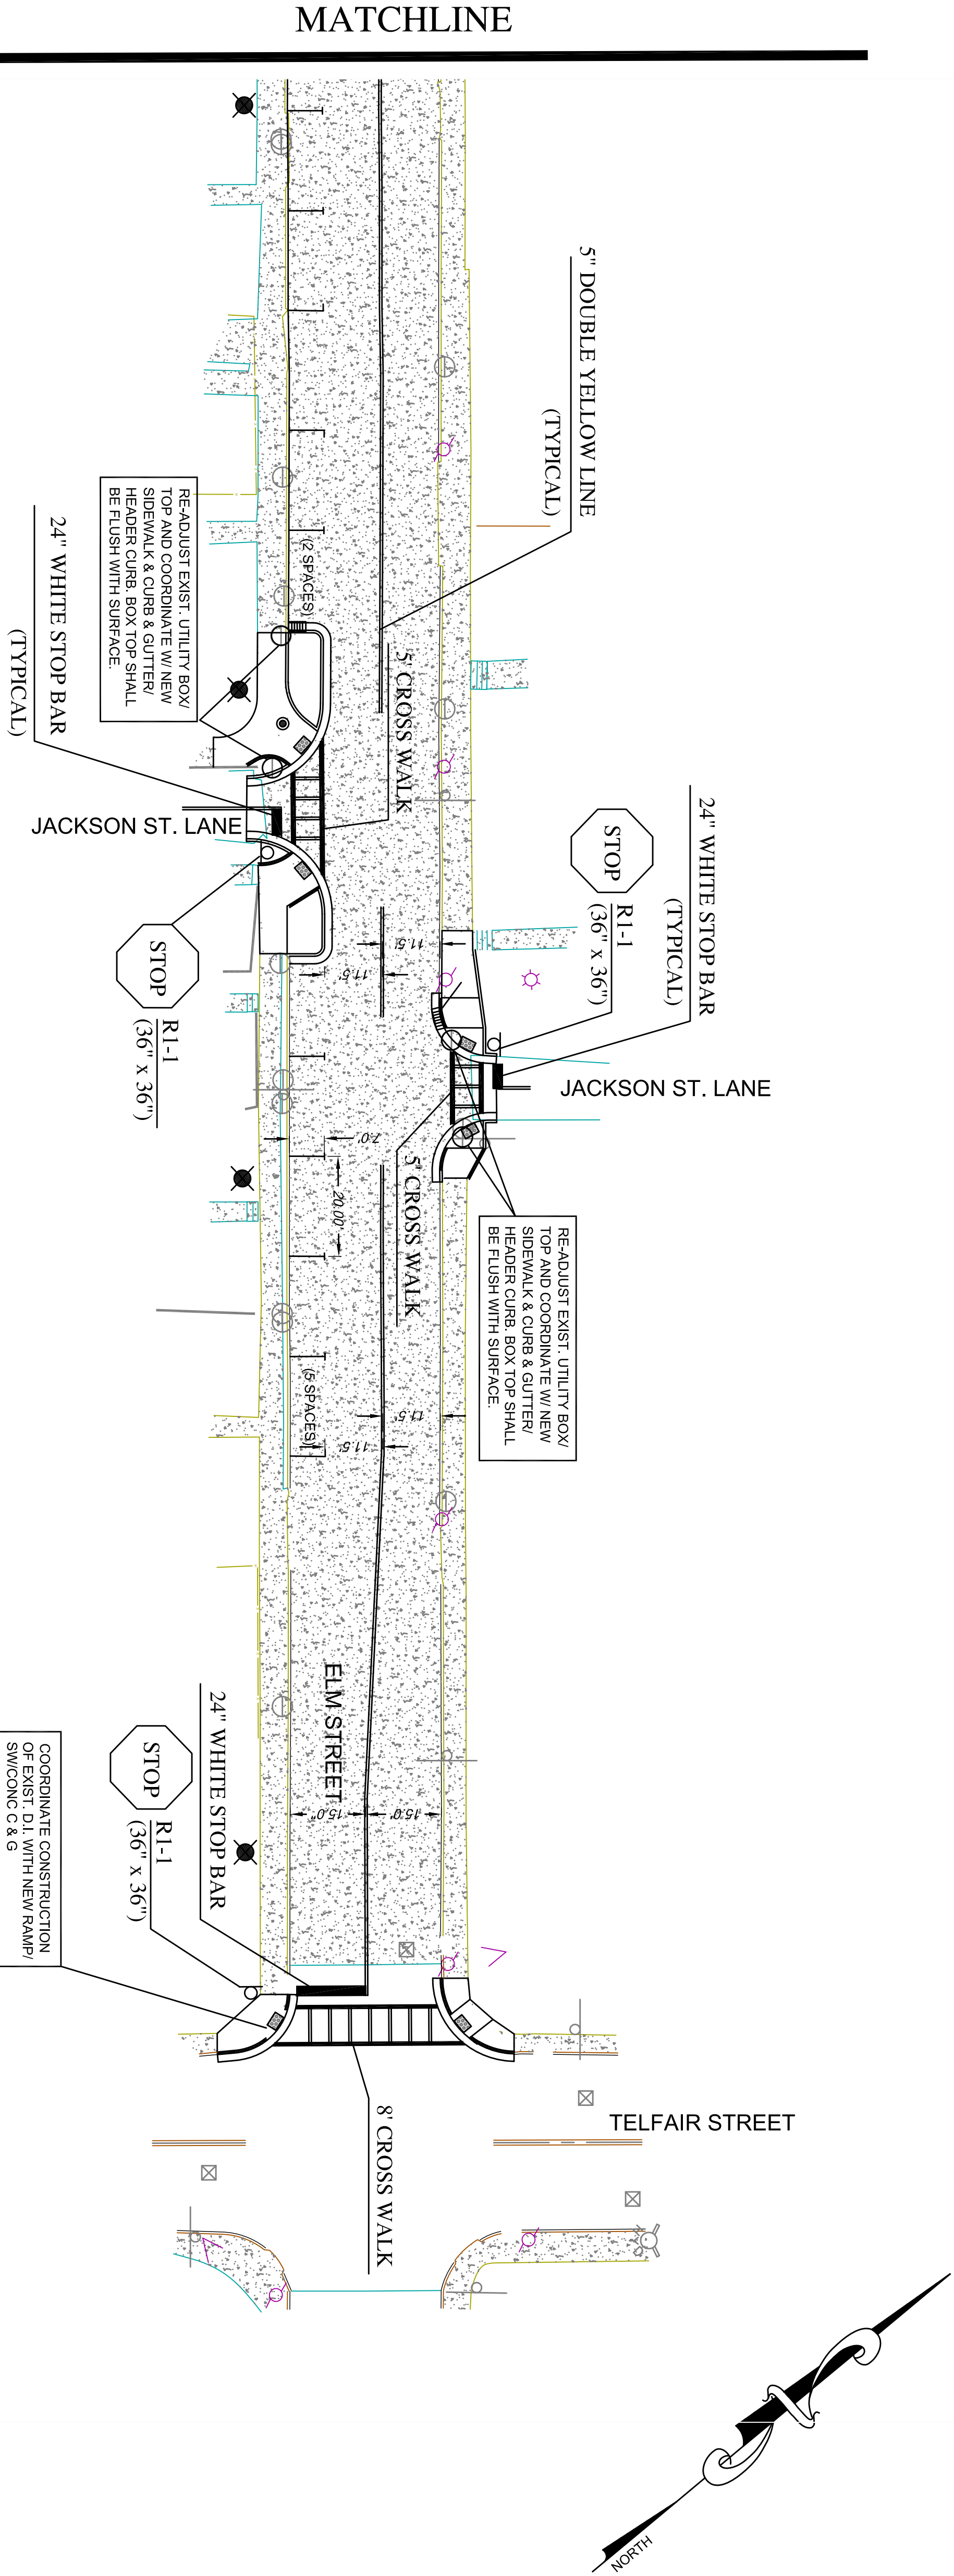 MATCHLINE
5" DOUBLE YELLOW LINE
(TYPICAL)
(2 SPACES)
RE-ADJUST EXIST. UTILITY BOX/
TOP AND COORDINATE W/ NEW
SIDEWALK & CURB & GUTTER/
HEADER CURB. BOX TOP SHALL
BE FLUSH WITH SURFACE.
24" WHITE STOP BAR
(TYPICAL)
5' CROSS WALK
JACKSON ST. LANE
24" WHITE STOP BAR
(TYPICAL)
STOP
R1-1
(36" x 36")
STOP
R1-1
(36" x 36")
11.5'
11.5'
JACKSON ST. LANE
7.0'
20.00'
5' CROSS WALK
RE-ADJUST EXIST. UTILITY BOX/
TOP AND COORDINATE W/ NEW
SIDEWALK & CURB & GUTTER/
HEADER CURB. BOX TOP SHALL
BE FLUSH WITH SURFACE.
(5 SPACES)
11.5'
11.5'
ELM STREET
15.0'
15.0'
24" WHITE STOP BAR
STOP
R1-1
(36" x 36")
COORDINATE CONSTRUCTION
OF EXIST. D.I. WITH NEW RAMP/
SW/CONC C & G
8' CROSS WALK
TELFAIR STREET
NORTH